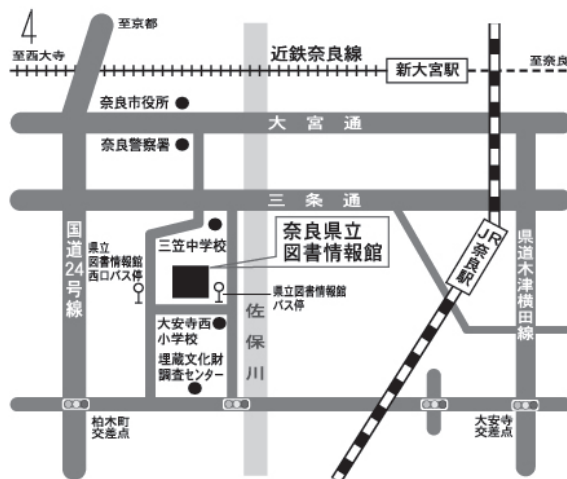 4
至京都
至西大寺
近鉄奈良線
新大宮駅
至奈良
奈良市役所
大宮通
奈良警察署
三条通
国道24号線
三笠中学校
奈良県立
図書情報館
県立
図書情報館
西口バス停
県立図書情報館
バス停
JR奈良駅
県道木津横田線
大安寺西
小学校
佐保川
埋蔵文化財
調査センター
柏木町
交差点
大安寺
交差点